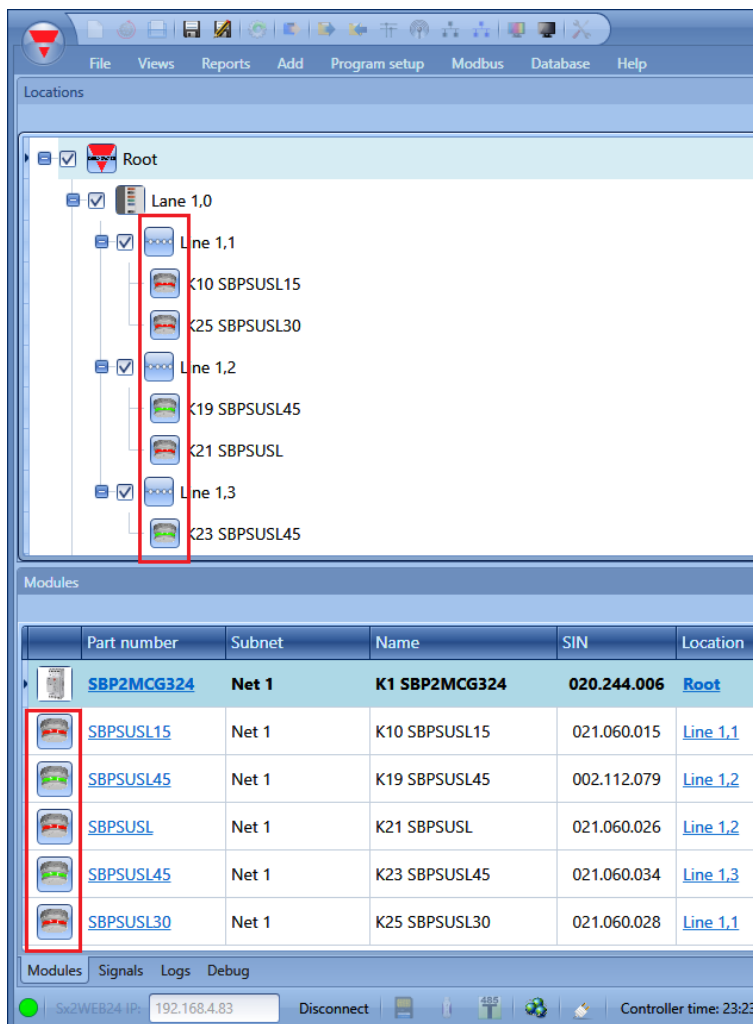 File Views Reports Add Program setup Modbus Database Help
Locations
Root
Lane 1,0
Line 1,1
K10 SBPSUSL15
K25 SBPSUSL30
Line 1,2
K19 SBPSUSL45
K21 SBPSUSL
Line 1,3
K23 SBPSUSL45
Modules
Part number Subnet Name SIN Location
SBP2MCG324 Net 1 K1 SBP2MCG324 020.244.006 Root
SBPSUSL15 Net 1 K10 SBPSUSL15 021.060.015 Line 1,1
SBPSUSL45 Net 1 K19 SBPSUSL45 002.112.079 Line 1,2
SBPSUSL Net 1 K21 SBPSUSL 021.060.026 Line 1,2
SBPSUSL45 Net 1 K23 SBPSUSL45 021.060.034 Line 1,3
SBPSUSL30 Net 1 K25 SBPSUSL30 021.060.028 Line 1,1
Modules Signals Logs Debug
Sx2WEB24 IP: 192.168.4.83 Disconnect 485 Controller time: 23:23